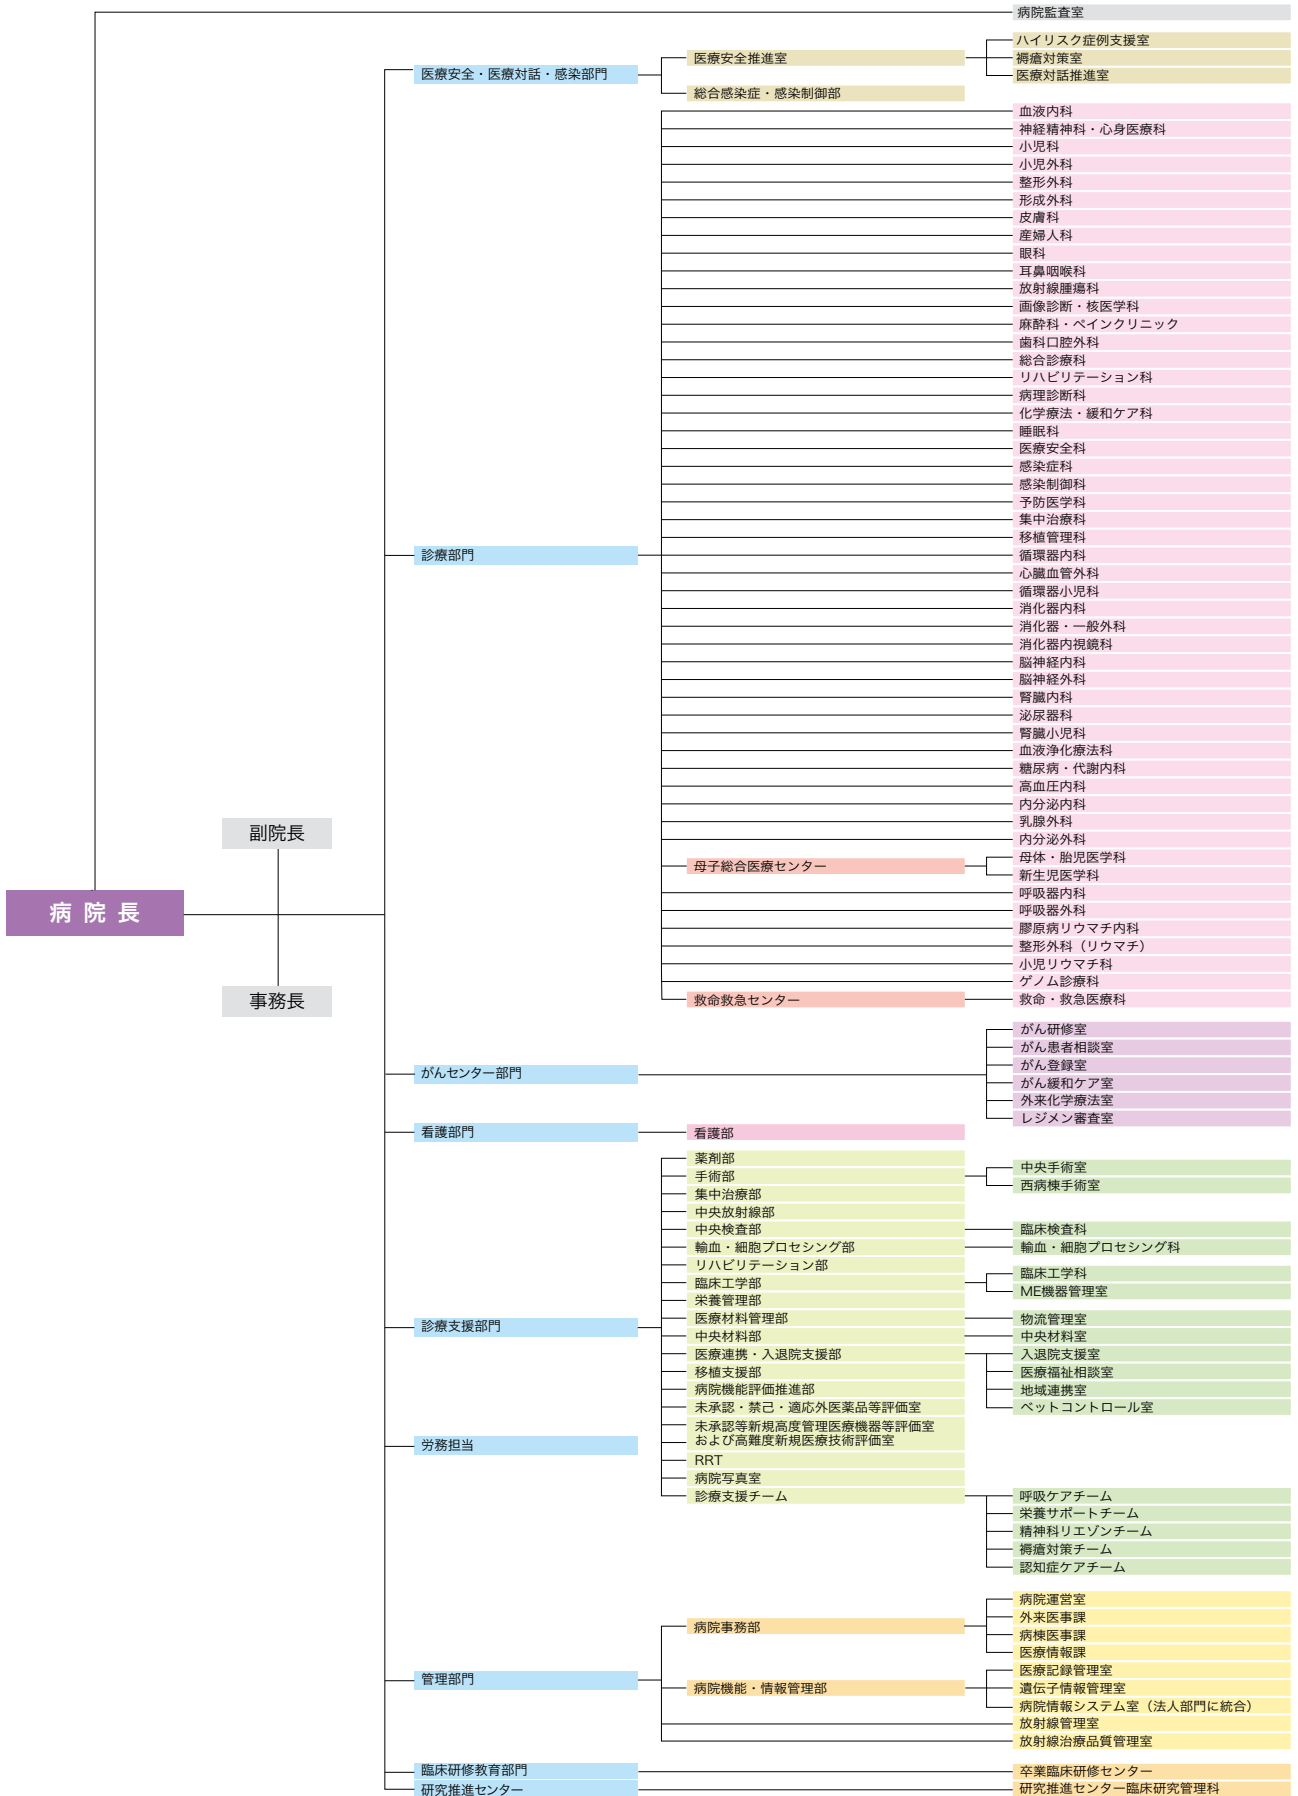 病院監査室
医療安全・医療対話・感染部門
医療安全推進室
ハイリスク症例支援室
褥瘡対策室
医療対話推進室
総合感染症・感染制御部
診療部門
血液内科
神経精神科・心身医療科
小児科
小児外科
整形外科
形成外科
皮膚科
産婦人科
眼科
耳鼻咽喉科
放射線腫瘍科
画像診断・核医学科
麻酔科・ペインクリニック
歯科口腔外科
総合診療科
リハビリテーション科
病理診断科
化学療法・緩和ケア科
睡眠科
医療安全科
感染症科
感染制御科
予防医学科
集中治療科
移植管理科
循環器内科
心臓血管外科
循環器小児科
消化器内科
消化器・一般外科
消化器内視鏡科
脳神経内科
脳神経外科
腎臓内科
泌尿器科
腎臓小児科
血液浄化療法科
糖尿病・代謝内科
高血圧内科
内分泌内科
乳腺外科
内分泌外科
母子総合医療センター
母体・胎児医学科
新生児医学科
呼吸器内科
呼吸器外科
膠原病リウマチ内科
整形外科（リウマチ）
小児リウマチ科
ゲノム診療科
救命救急センター
救命・救急医療科
副院長
病院長
事務長
がんセンター部門
がん研修室
がん患者相談室
がん登録室
がん緩和ケア室
外来化学療法室
レジメン審査室
看護部門
看護部
診療支援部門
薬剤部
手術部
中央手術室
西病棟手術室
集中治療部
中央放射線部
中央検査部
臨床検査科
輸血・細胞プロセシング部
輸血・細胞プロセシング科
リハビリテーション部
臨床工学部
臨床工学科
ME機器管理室
栄養管理部
医療材料管理部
物流管理室
中央材料部
中央材料室
医療連携・入退院支援部
入退院支援室
医療福祉相談室
地域連携室
ベットコントロール室
移植支援部
病院機能評価推進部
未承認・禁忌・適応外医薬品等評価室
未承認等新規高度管理医療機器等評価室
および高難度新規医療技術評価室
RRT
病院写真室
診療支援チーム
呼吸ケアチーム
栄養サポートチーム
精神科リエゾンチーム
褥瘡対策チーム
認知症ケアチーム
労務担当
管理部門
病院事務部
病院運営室
外来医事課
病棟医事課
医療情報課
病院機能・情報管理部
医療記録管理室
遺伝子情報管理室
病院情報システム室（法人部門に統合）
放射線管理室
放射線治療品質管理室
臨床研修教育部門
卒業臨床研修センター
研究推進センター
研究推進センター臨床研究管理科